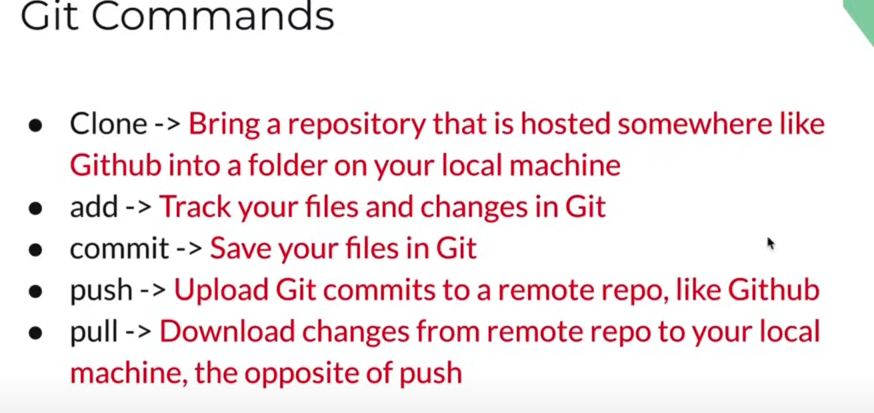 Git Commands
● Clone -> Bring a repository that is hosted somewhere like
Github into a folder on your local machine
● add -> Track your files and changes in Git
● commit -> Save your files in Git
● push -> Upload Git commits to a remote repo, like Github
● pull -> Download changes from remote repo to your local
machine, the opposite of push